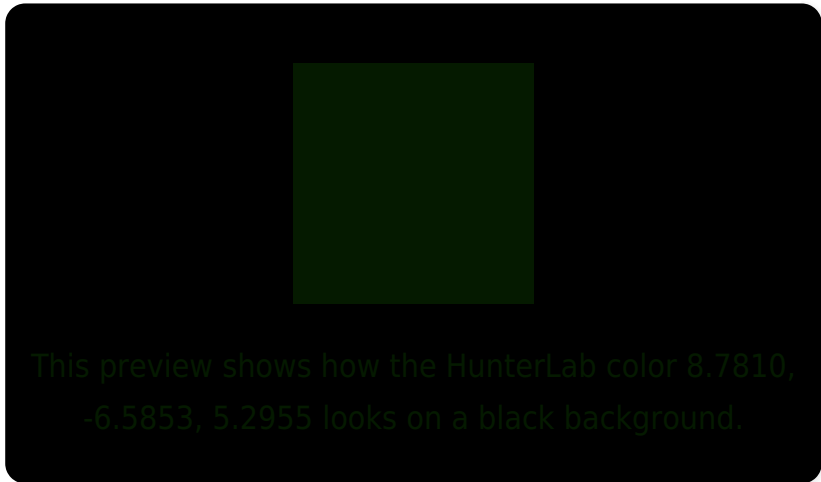 This preview shows how the HunterLab color 8.7810,
-6.5853, 5.2955 looks on a black background.